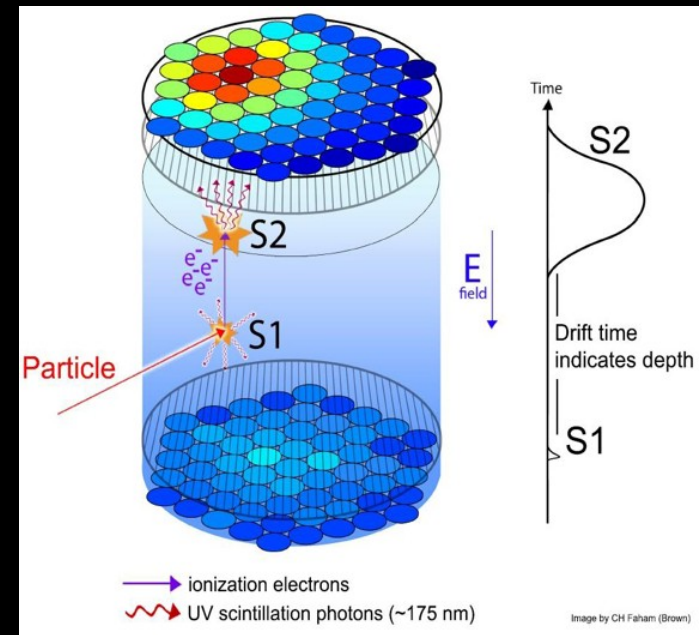 Time
S2
S2
e-
e-
e-
e-
E
field
S1
Drift time
indicates depth
Particle
S1
ionization electrons
UV scintillation photons (~175 nm)
Image by CH Faham (Brown)